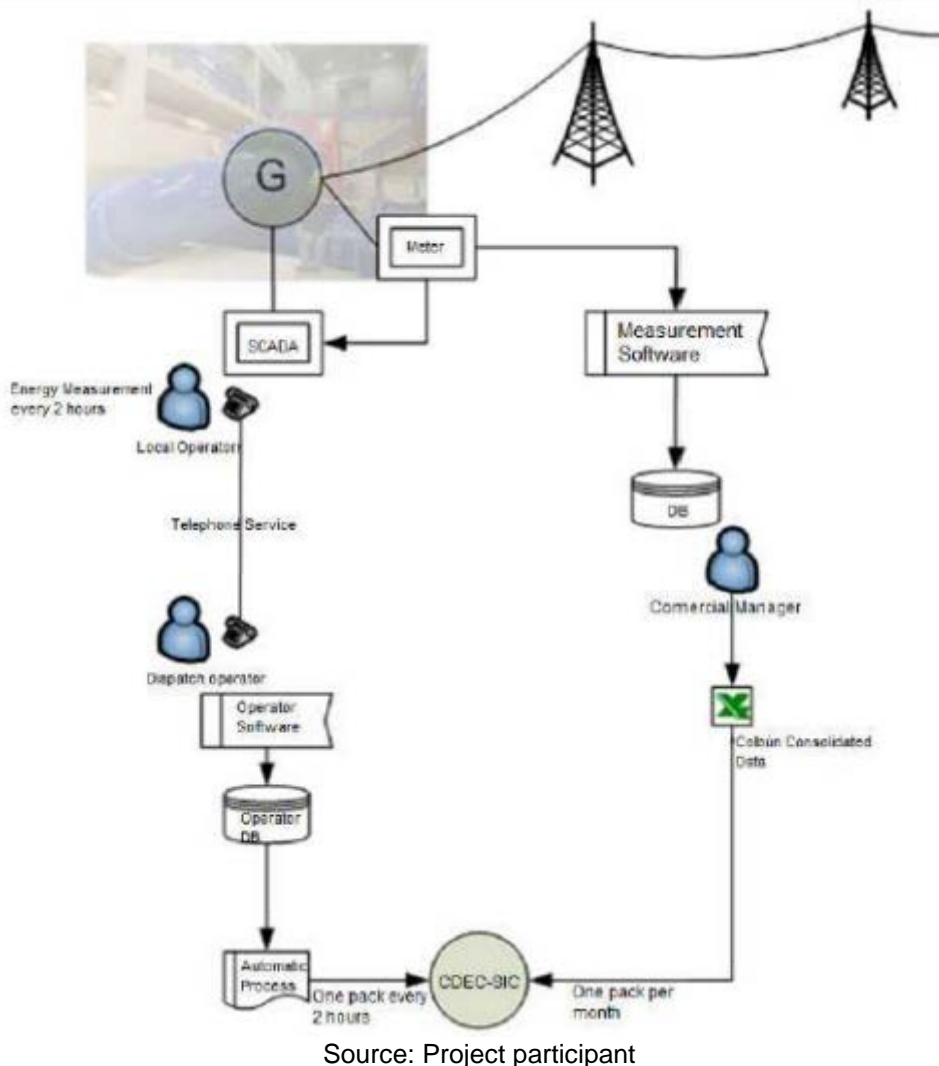 G
Meter
SCADA
Measurement
Software
Energy Measurement
every 2 hours
Local Operator
DB
Telephone Service
Comercial Manager
Dispatch operator
Operator
Software
Colbún Consolidated
Data
Operator
DB
Automatic
Process
CDEC-SIC
One pack every
2 hours
One pack per
month
Source: Project participant